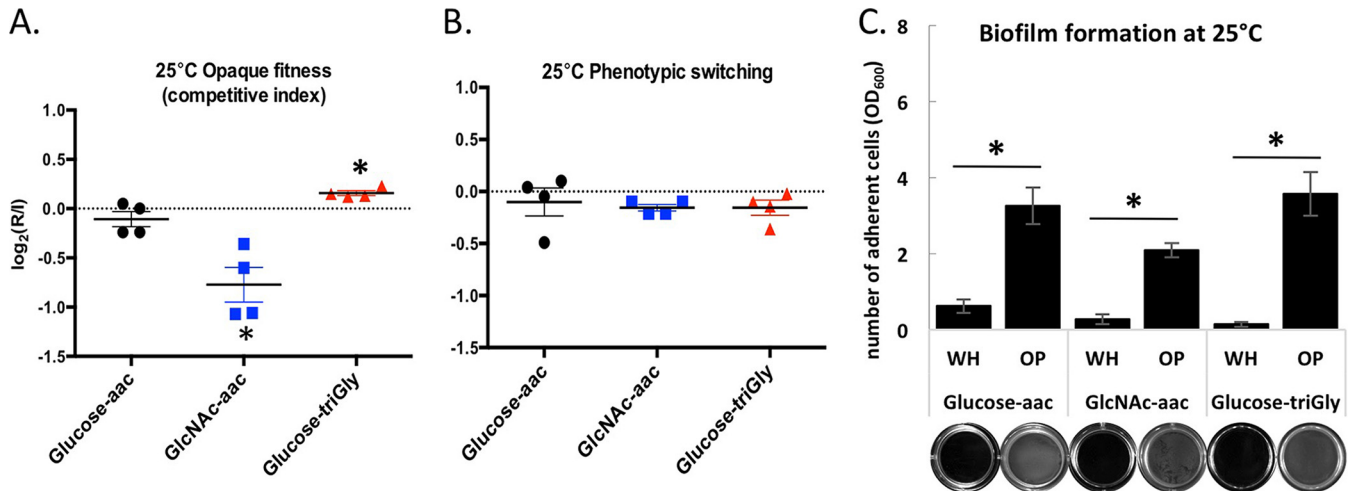 A.
25°C Opaque fitness
(competitive index)
log2(R/I)
1.0
0.5
0.0
-0.5
-1.0
-1.5
*
*
Glucose-aac
GlcNAc-aac
Glucose-triGly
B.
25°C Phenotypic switching
1.0
0.5
0.0
-0.5
-1.0
-1.5
Glucose-aac
GlcNAc-aac
Glucose-triGly
C.
Biofilm formation at 25°C
number of adherent cells (OD600)
8
6
4
2
0
*
*
*
WH OP WH OP WH OP
Glucose-aac GlcNAc-aac Glucose-triGly